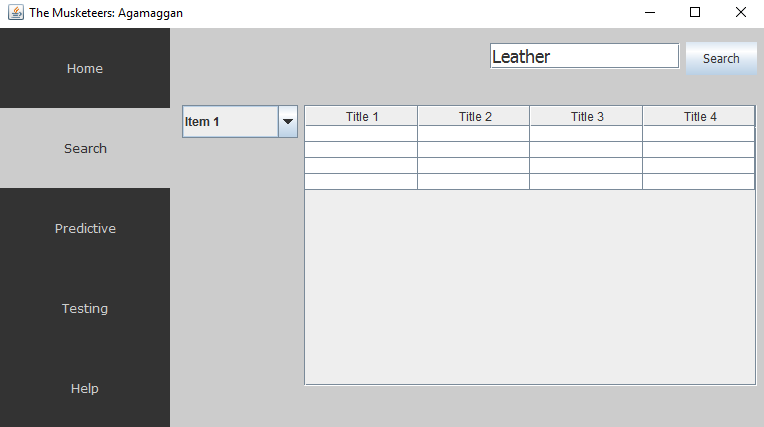 The Musketeers: Agamaggan
Home
Search
Predictive
Testing
Help
Leather
Search
Item 1
Title 1 Title 2 Title 3 Title 4